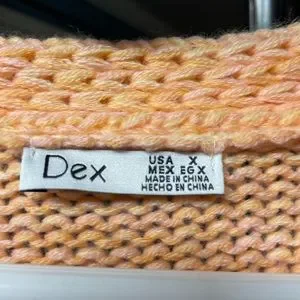 Dex
USA X
MEX EG X
MADE IN CHINA
HECHO EN CHINA